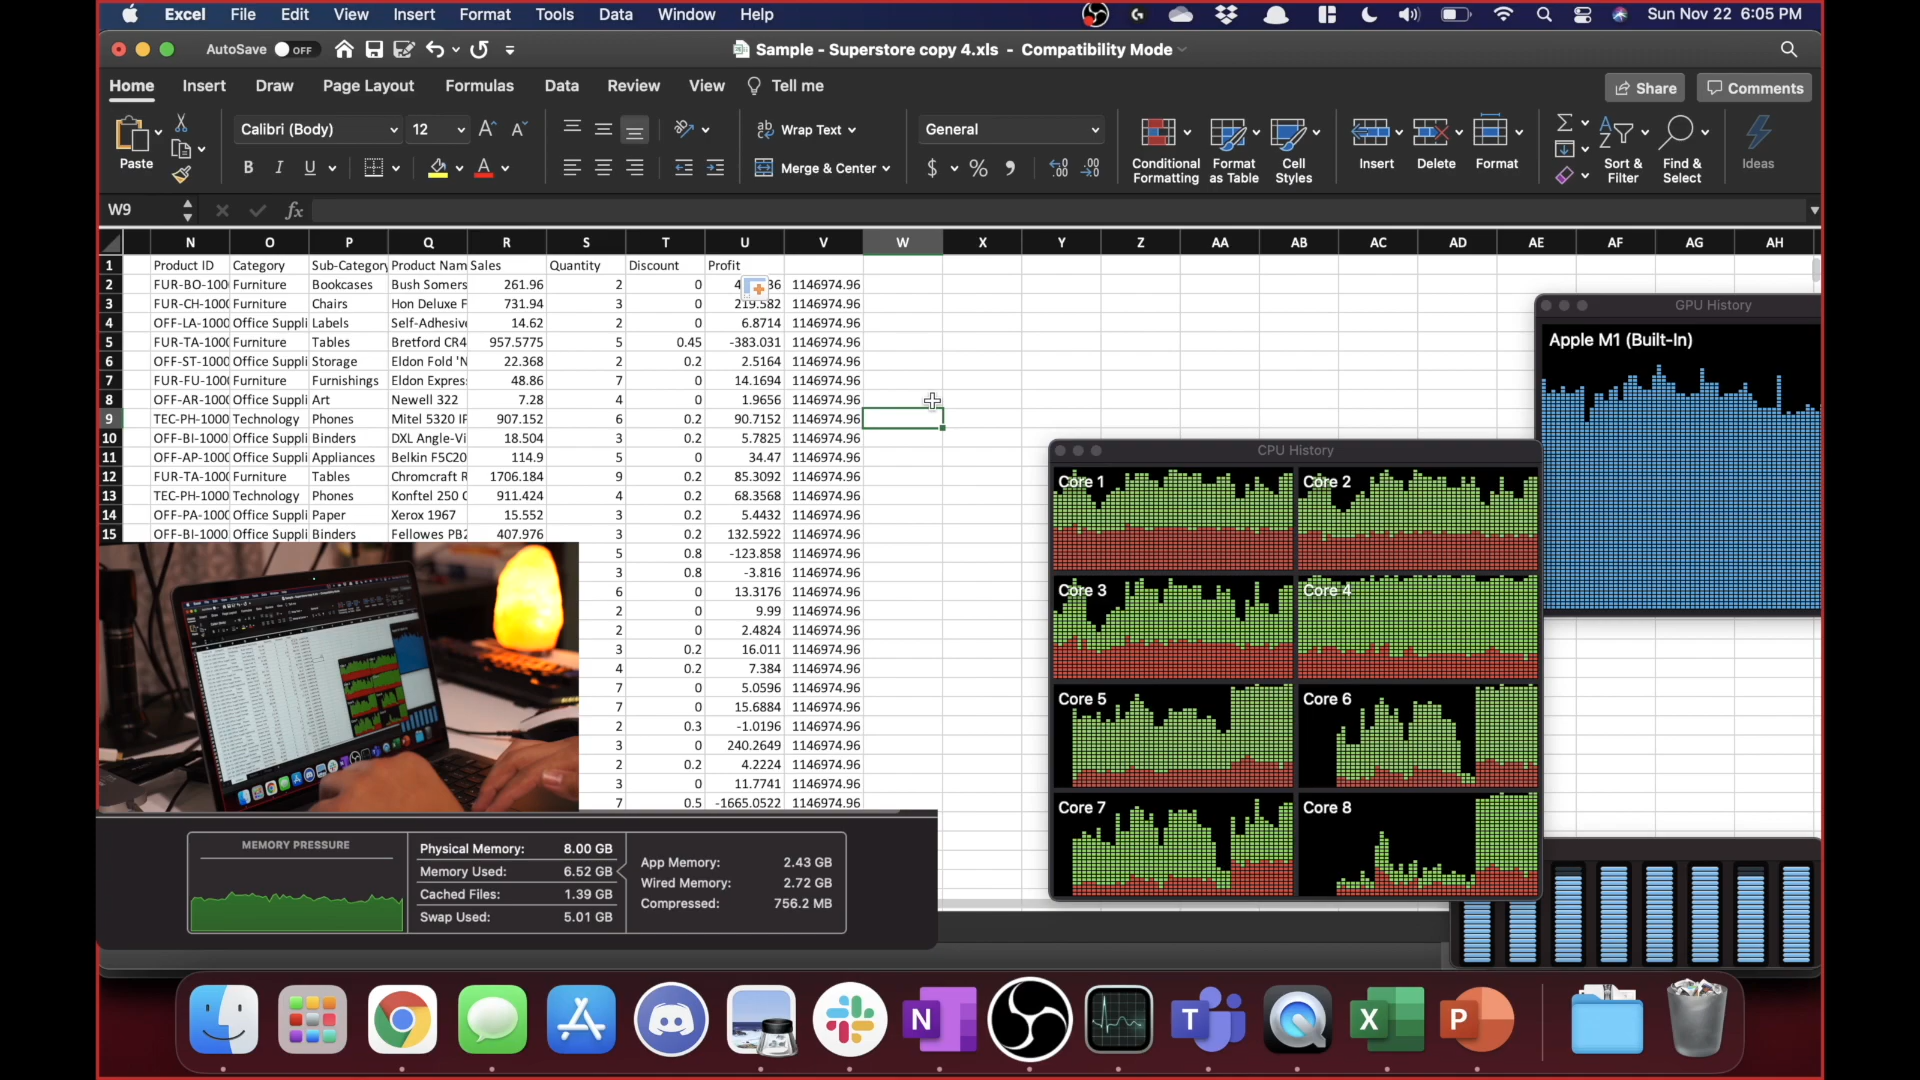 Excel File Edit View Insert Format Tools Data Window Help Sun Nov 22 6:05 PM
AutoSave OFF Sample - Superstore copy 4.xls - Compatibility Mode
Home Insert Draw Page Layout Formulas Data Review View Tell me Share Comments
Paste Calibri (Body) 12 A A Wrap Text General
B I U A Merge & Center $ % , Conditional Formatting Format as Table Cell Styles Insert Delete Format Sort & Filter Find & Select Ideas
W9 fx
N O P Q R S T U V W X Y Z AA AB AC AD AE AF AG AH
1 Product ID Category Sub-Category Product Nam Sales Quantity Discount Profit
2 FUR-BO-100 Furniture Bookcases Bush Somers 261.96 2 0 4 36 1146974.96
3 FUR-CH-1000 Furniture Chairs Hon Deluxe F 731.94 3 0 219.582 1146974.96
4 OFF-LA-1000 Office Suppli Labels Self-Adhesive 14.62 2 0 6.8714 1146974.96
5 FUR-TA-1000 Furniture Tables Bretford CR4 957.5775 5 0.45 -383.031 1146974.96
6 OFF-ST-1000 Office Suppli Storage Eldon Fold 'N 22.368 2 0.2 2.5164 1146974.96
7 FUR-FU-1000 Furniture Furnishings Eldon Expres 48.86 7 0 14.1694 1146974.96
8 OFF-AR-1000 Office Suppli Art Newell 322 7.28 4 0 1.9656 1146974.96
9 TEC-PH-1000 Technology Phones Mitel 5320 IP 907.152 6 0.2 90.7152 1146974.96
10 OFF-BI-1000 Office Suppli Binders DXL Angle-Vi 18.504 3 0.2 5.7825 1146974.96
11 OFF-AP-1000 Office Suppli Appliances Belkin F5C20 114.9 5 0 34.47 1146974.96
12 FUR-TA-1000 Furniture Tables Chromcraft R 1706.184 9 0.2 85.3092 1146974.96
13 TEC-PH-1000 Technology Phones Konftel 250 C 911.424 4 0.2 68.3568 1146974.96
14 OFF-PA-1000 Office Suppli Paper Xerox 1967 15.552 3 0.2 5.4432 1146974.96
15 OFF-BI-1000 Office Suppli Binders Fellowes PB2 407.976 3 0.2 132.5922 1146974.96
5 0.8 -123.858 1146974.96
3 0.8 -3.816 1146974.96
6 0 13.3176 1146974.96
2 0 9.99 1146974.96
2 0 2.4824 1146974.96
3 0.2 16.011 1146974.96
4 0.2 7.384 1146974.96
7 0 5.0596 1146974.96
7 0 15.6884 1146974.96
2 0.3 -1.0196 1146974.96
3 0 240.2649 1146974.96
2 0.2 4.2224 1146974.96
3 0 11.7741 1146974.96
7 0.5 -1665.0522 1146974.96
GPU History
Apple M1 (Built-In)
CPU History
Core 1 Core 2
Core 3 Core 4
Core 5 Core 6
Core 7 Core 8
MEMORY PRESSURE
Physical Memory: 8.00 GB
Memory Used: 6.52 GB
Cached Files: 1.39 GB
Swap Used: 5.01 GB
App Memory: 2.43 GB
Wired Memory: 2.72 GB
Compressed: 756.2 MB
N T X P